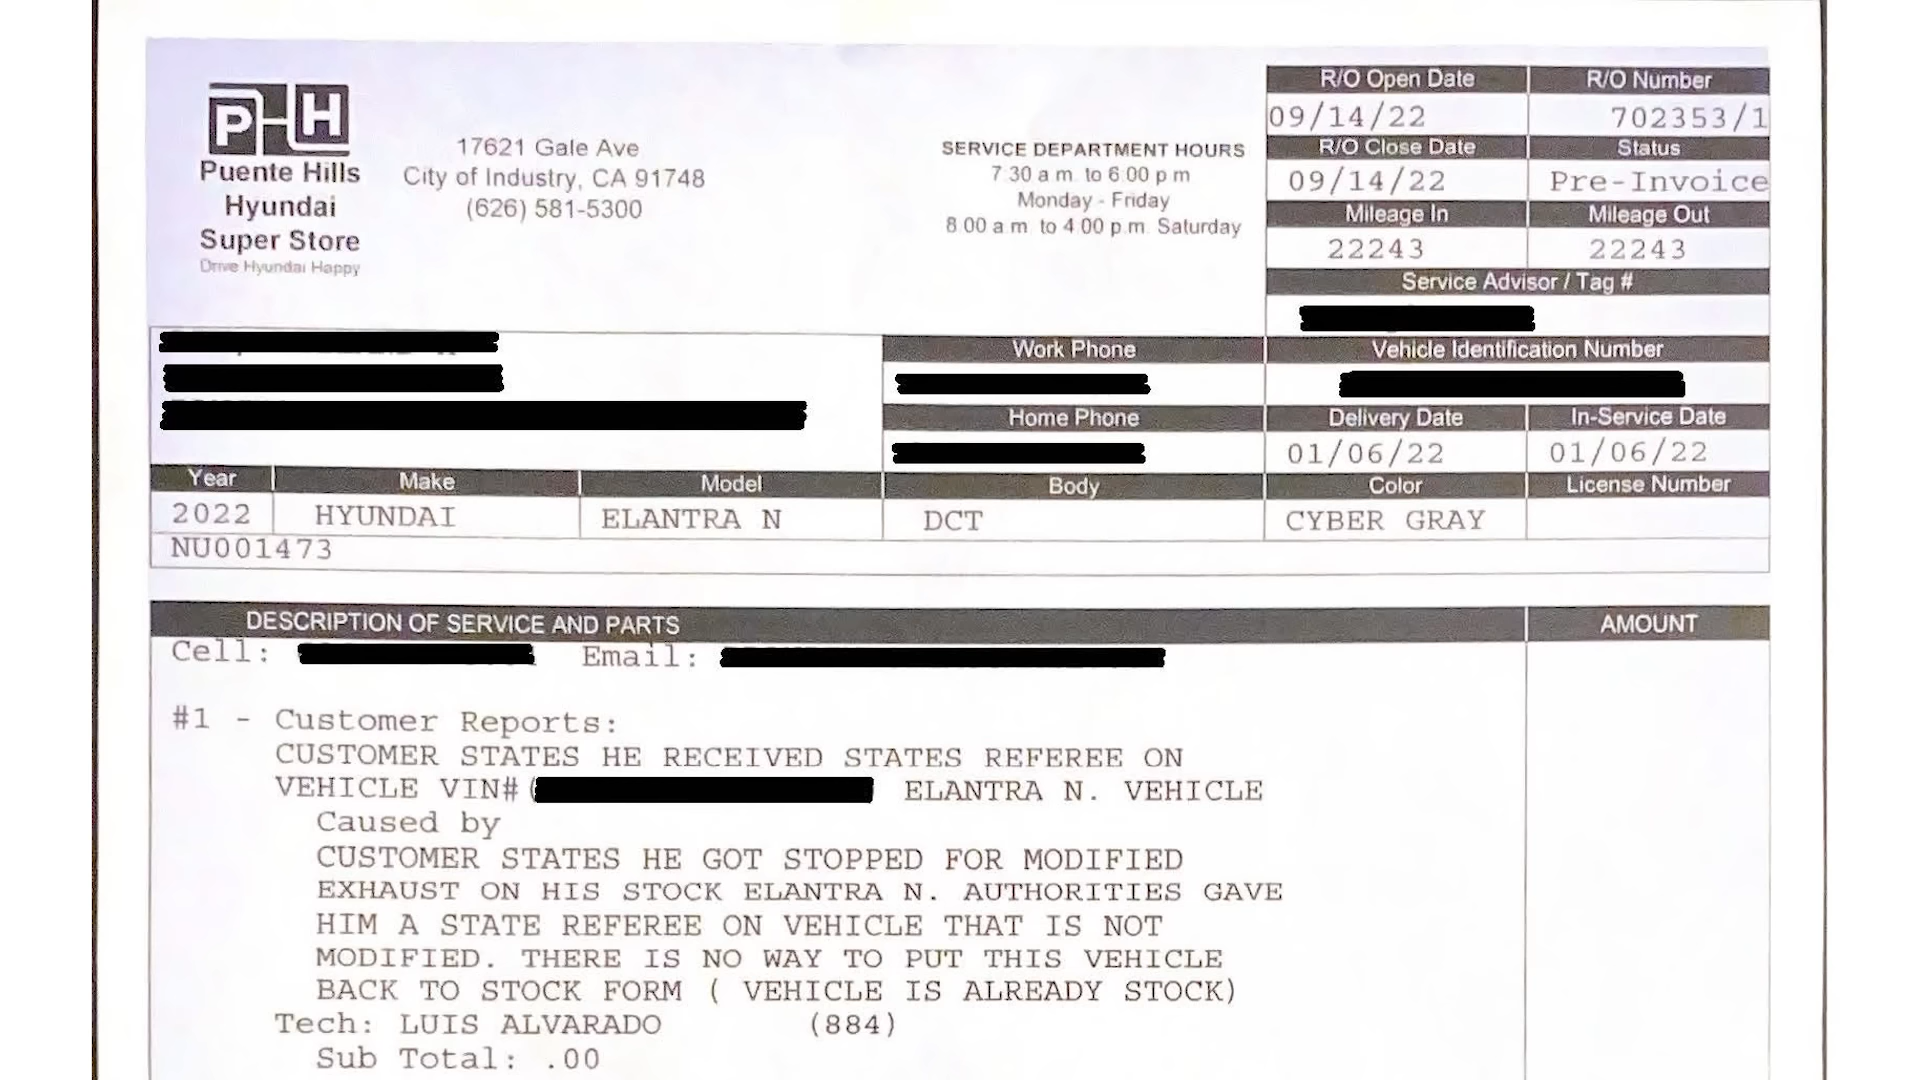 PHH
Puente Hills
Hyundai
Super Store
Drive Hyundai Happy
17621 Gale Ave
City of Industry, CA 91748
(626) 581-5300
SERVICE DEPARTMENT HOURS
7 30 a m to 6 00 p m
Monday - Friday
8 00 a m to 4 00 p.m. Saturday
R/O Open Date R/O Number
09/14/22 702353/1
R/O Close Date Status
09/14/22 Pre-Invoice
Mileage In Mileage Out
22243 22243
Service Advisor / Tag #
Work Phone Vehicle Identification Number
Home Phone Delivery Date In-Service Date
01/06/22 01/06/22
Year Make Model Body Color License Number
2022 HYUNDAI ELANTRA N DCT CYBER GRAY
NU001473
DESCRIPTION OF SERVICE AND PARTS AMOUNT
Cell: Email:
#1 - Customer Reports:
CUSTOMER STATES HE RECEIVED STATES REFEREE ON
VEHICLE VIN#( ELANTRA N. VEHICLE
Caused by
CUSTOMER STATES HE GOT STOPPED FOR MODIFIED
EXHAUST ON HIS STOCK ELANTRA N. AUTHORITIES GAVE
HIM A STATE REFEREE ON VEHICLE THAT IS NOT
MODIFIED. THERE IS NO WAY TO PUT THIS VEHICLE
BACK TO STOCK FORM ( VEHICLE IS ALREADY STOCK)
Tech: LUIS ALVARADO (884)
Sub Total: .00